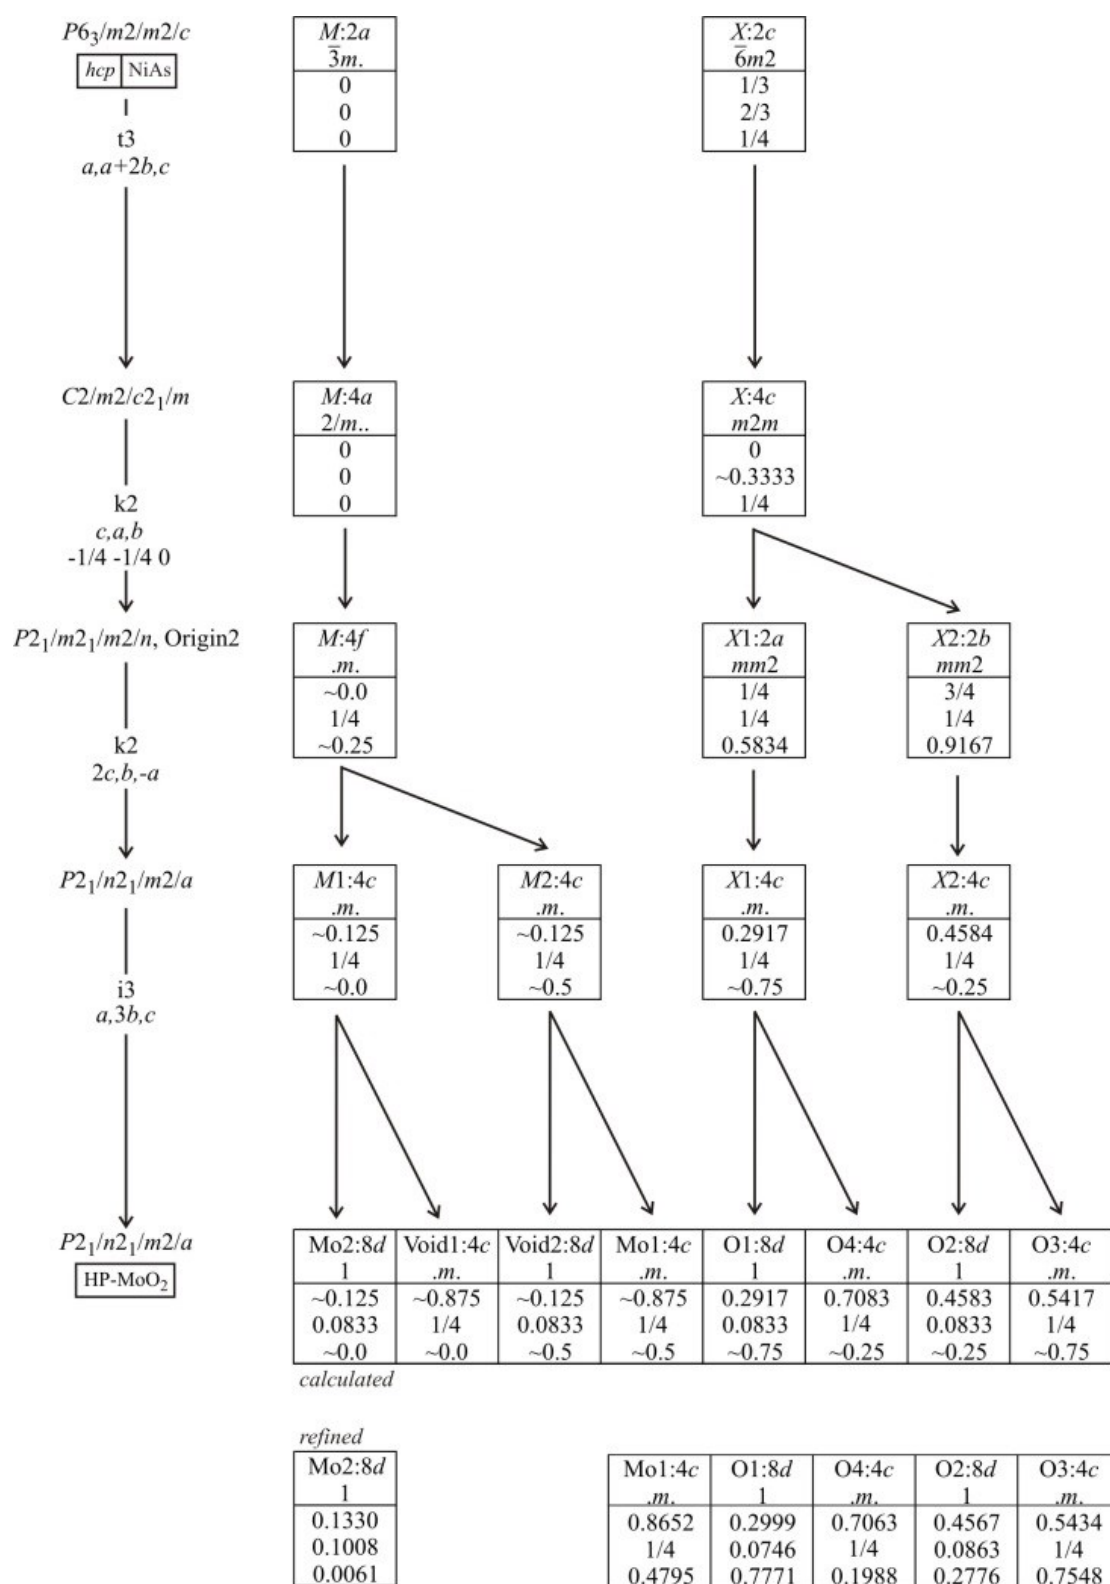 P6₃/m2/m2/c
hcp NiAs
M:2a X:2c
3̅m. 6̅m2
0 1/3
0 2/3
0 1/4
t3
a,a+2b,c
C2/m2/c2₁/m
M:4a X:4c
2/m.. m2m
0 0
0 ~0.3333
0 1/4
k2
c,a,b
-1/4 -1/4 0
P2₁/m2₁/m2/n, Origin2
M:4f X1:2a X2:2b
.m. mm2 mm2
~0.0 1/4 3/4
1/4 1/4 1/4
~0.25 0.5834 0.9167
k2
2c,b,-a
P2₁/n2₁/m2/a
M1:4c M2:4c X1:4c X2:4c
.m. .m. .m. .m.
~0.125 ~0.125 0.2917 0.4584
1/4 1/4 1/4 1/4
~0.0 ~0.5 ~0.75 ~0.25
i3
a,3b,c
P2₁/n2₁/m2/a
HP-MoO₂
Mo2:8d Void1:4c Void2:8d Mo1:4c O1:8d O4:4c O2:8d O3:4c
1 .m. 1 .m. 1 .m. 1 .m.
~0.125 ~0.875 ~0.125 ~0.875 0.2917 0.7083 0.4583 0.5417
0.0833 1/4 0.0833 1/4 0.0833 1/4 0.0833 1/4
~0.0 ~0.0 ~0.5 ~0.5 ~0.75 ~0.25 ~0.25 ~0.75
calculated
refined
Mo2:8d Mo1:4c O1:8d O4:4c O2:8d O3:4c
1 .m. 1 .m. 1 .m.
0.1330 0.8652 0.2999 0.7063 0.4567 0.5434
0.1008 1/4 0.0746 1/4 0.0863 1/4
0.0061 0.4795 0.7771 0.1988 0.2776 0.7548